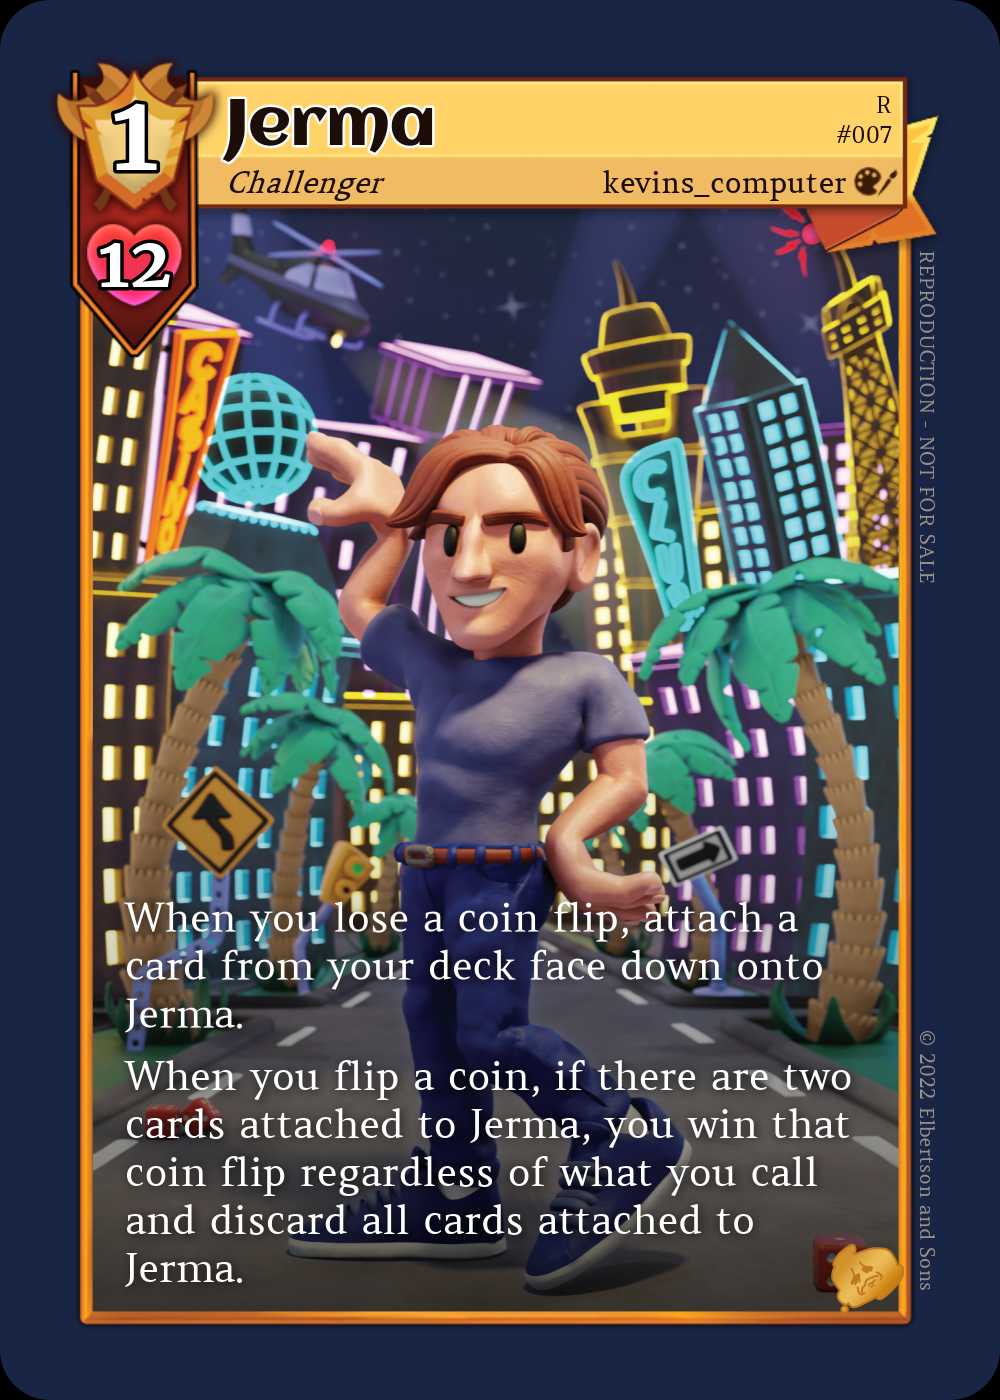 1
Jerma
R
#007
Challenger
kevins_computer
12
CASINO
REPRODUCTION - NOT FOR SALE
When you lose a coin flip, attach a
card from your deck face down onto
Jerma.
When you flip a coin, if there are two
cards attached to Jerma, you win that
coin flip regardless of what you call
and discard all cards attached to
Jerma.
© 2022 Elbertson and Sons